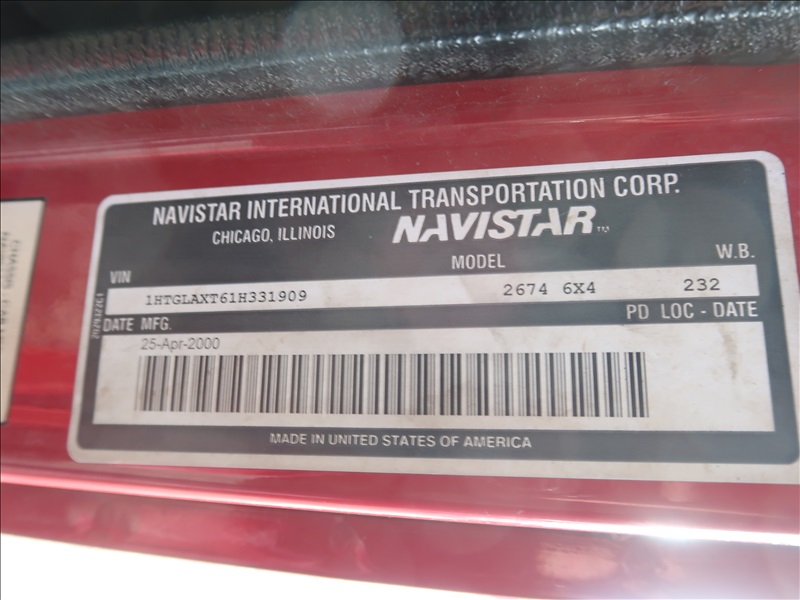 NAVISTAR INTERNATIONAL TRANSPORTATION CORP.
CHICAGO, ILLINOIS NAVISTAR™
VIN MODEL W.B.
1HTGLAXT61H331909 2674 6X4 232
DATE MFG. PD LOC - DATE
25-Apr-2000
MADE IN UNITED STATES OF AMERICA